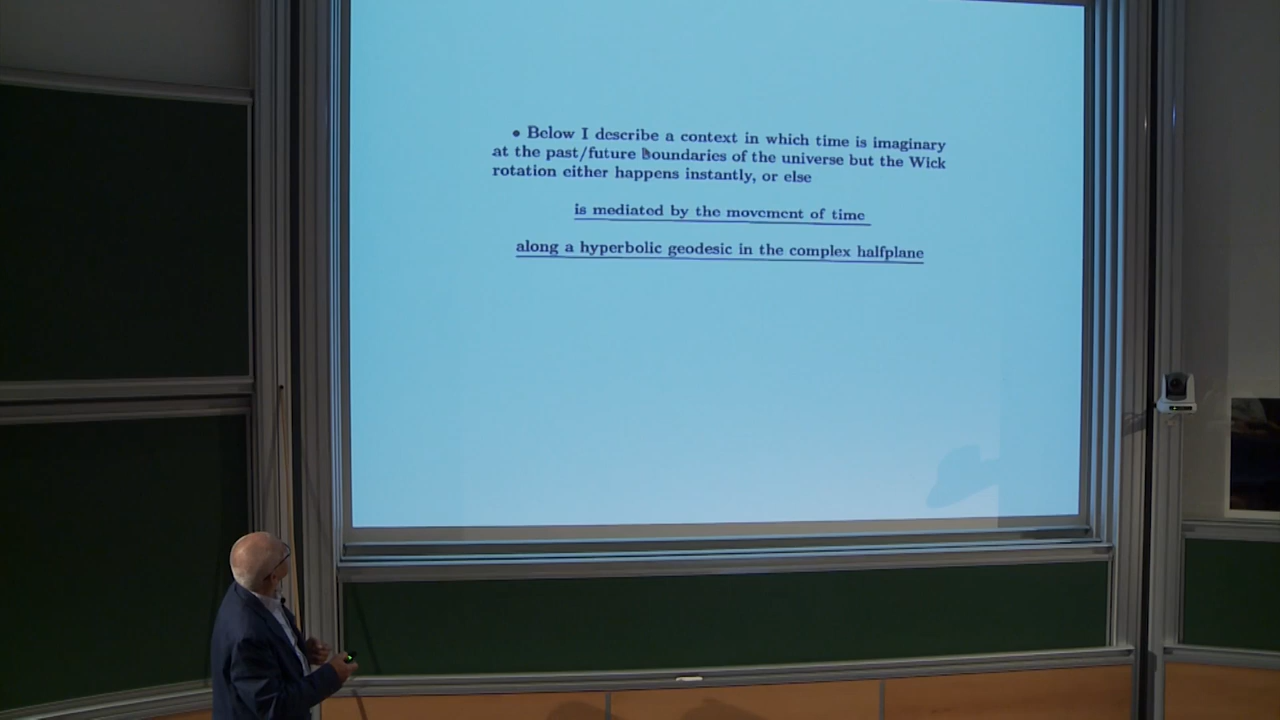 • Below I describe a context in which time is imaginary
at the past/future boundaries of the universe but the Wick
rotation either happens instantly, or else
is mediated by the movement of time
along a hyperbolic geodesic in the complex halfplane